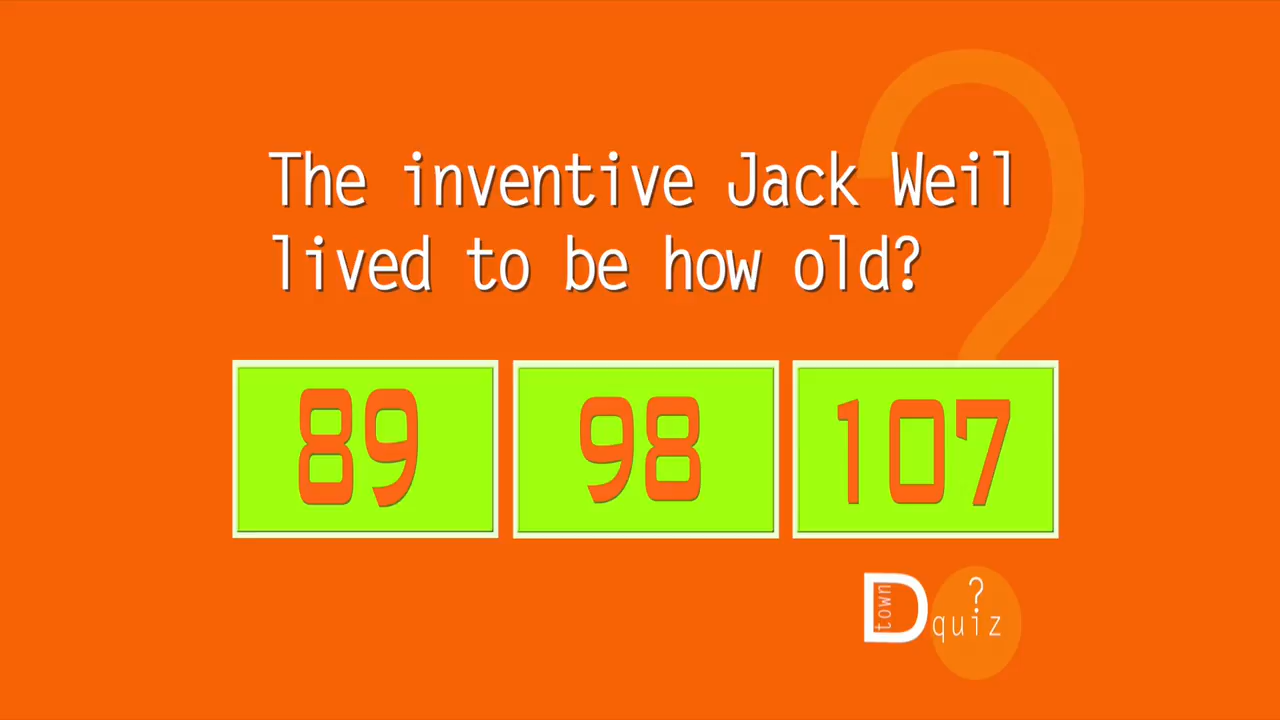 The inventive Jack Weil
lived to be how old?
89
98
107
D town
?
quiz